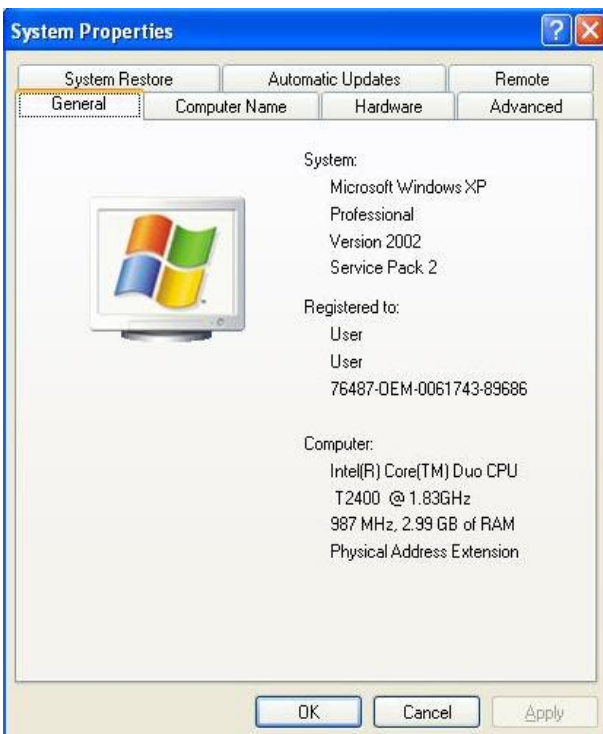 System Properties
System Restore
Automatic Updates
Remote
General
Computer Name
Hardware
Advanced
System:
Microsoft Windows XP
Professional
Version 2002
Service Pack 2
Registered to:
User
User
76487-OEM-0061743-89686
Computer:
Intel(R) Core(TM) Duo CPU
T2400 @ 1.83GHz
987 MHz, 2.99 GB of RAM
Physical Address Extension
OK
Cancel
Apply